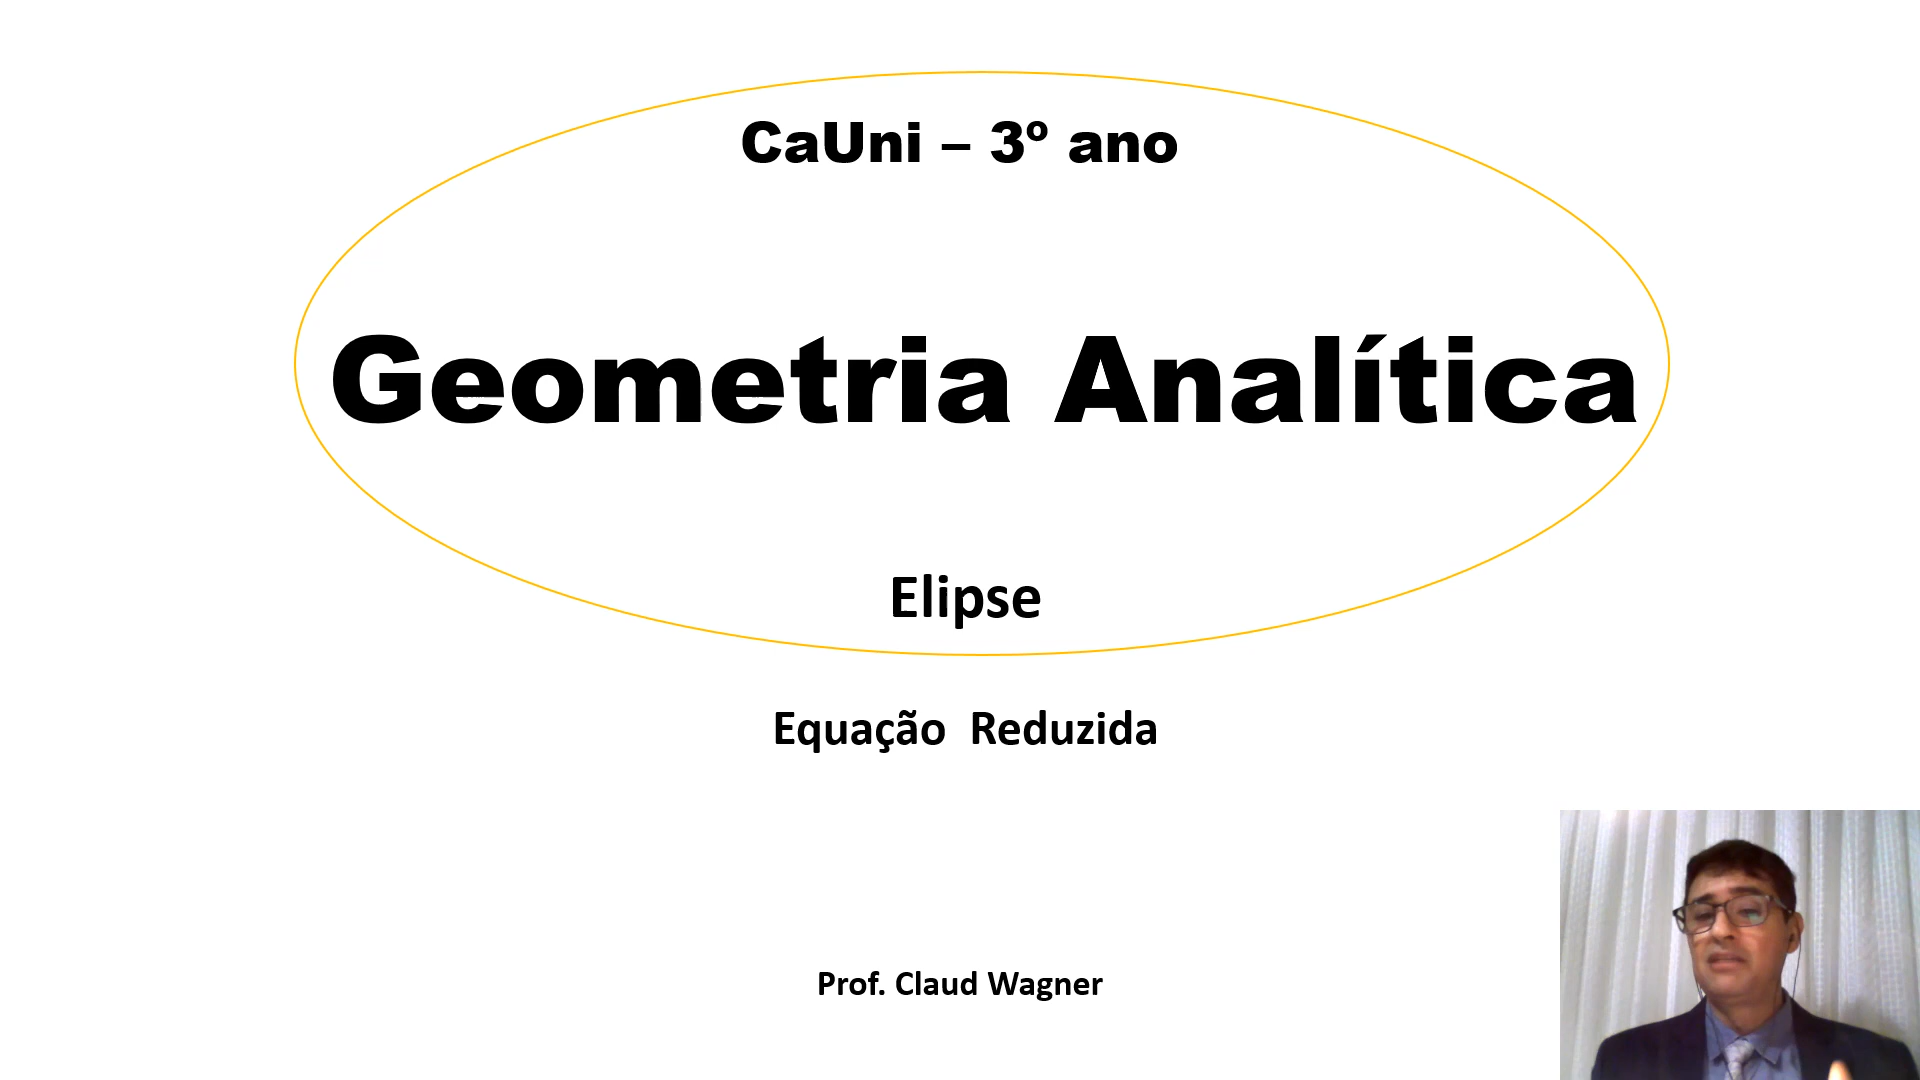 CaUni – 3º ano
Geometria Analítica
Elipse
Equação Reduzida
Prof. Claud Wagner